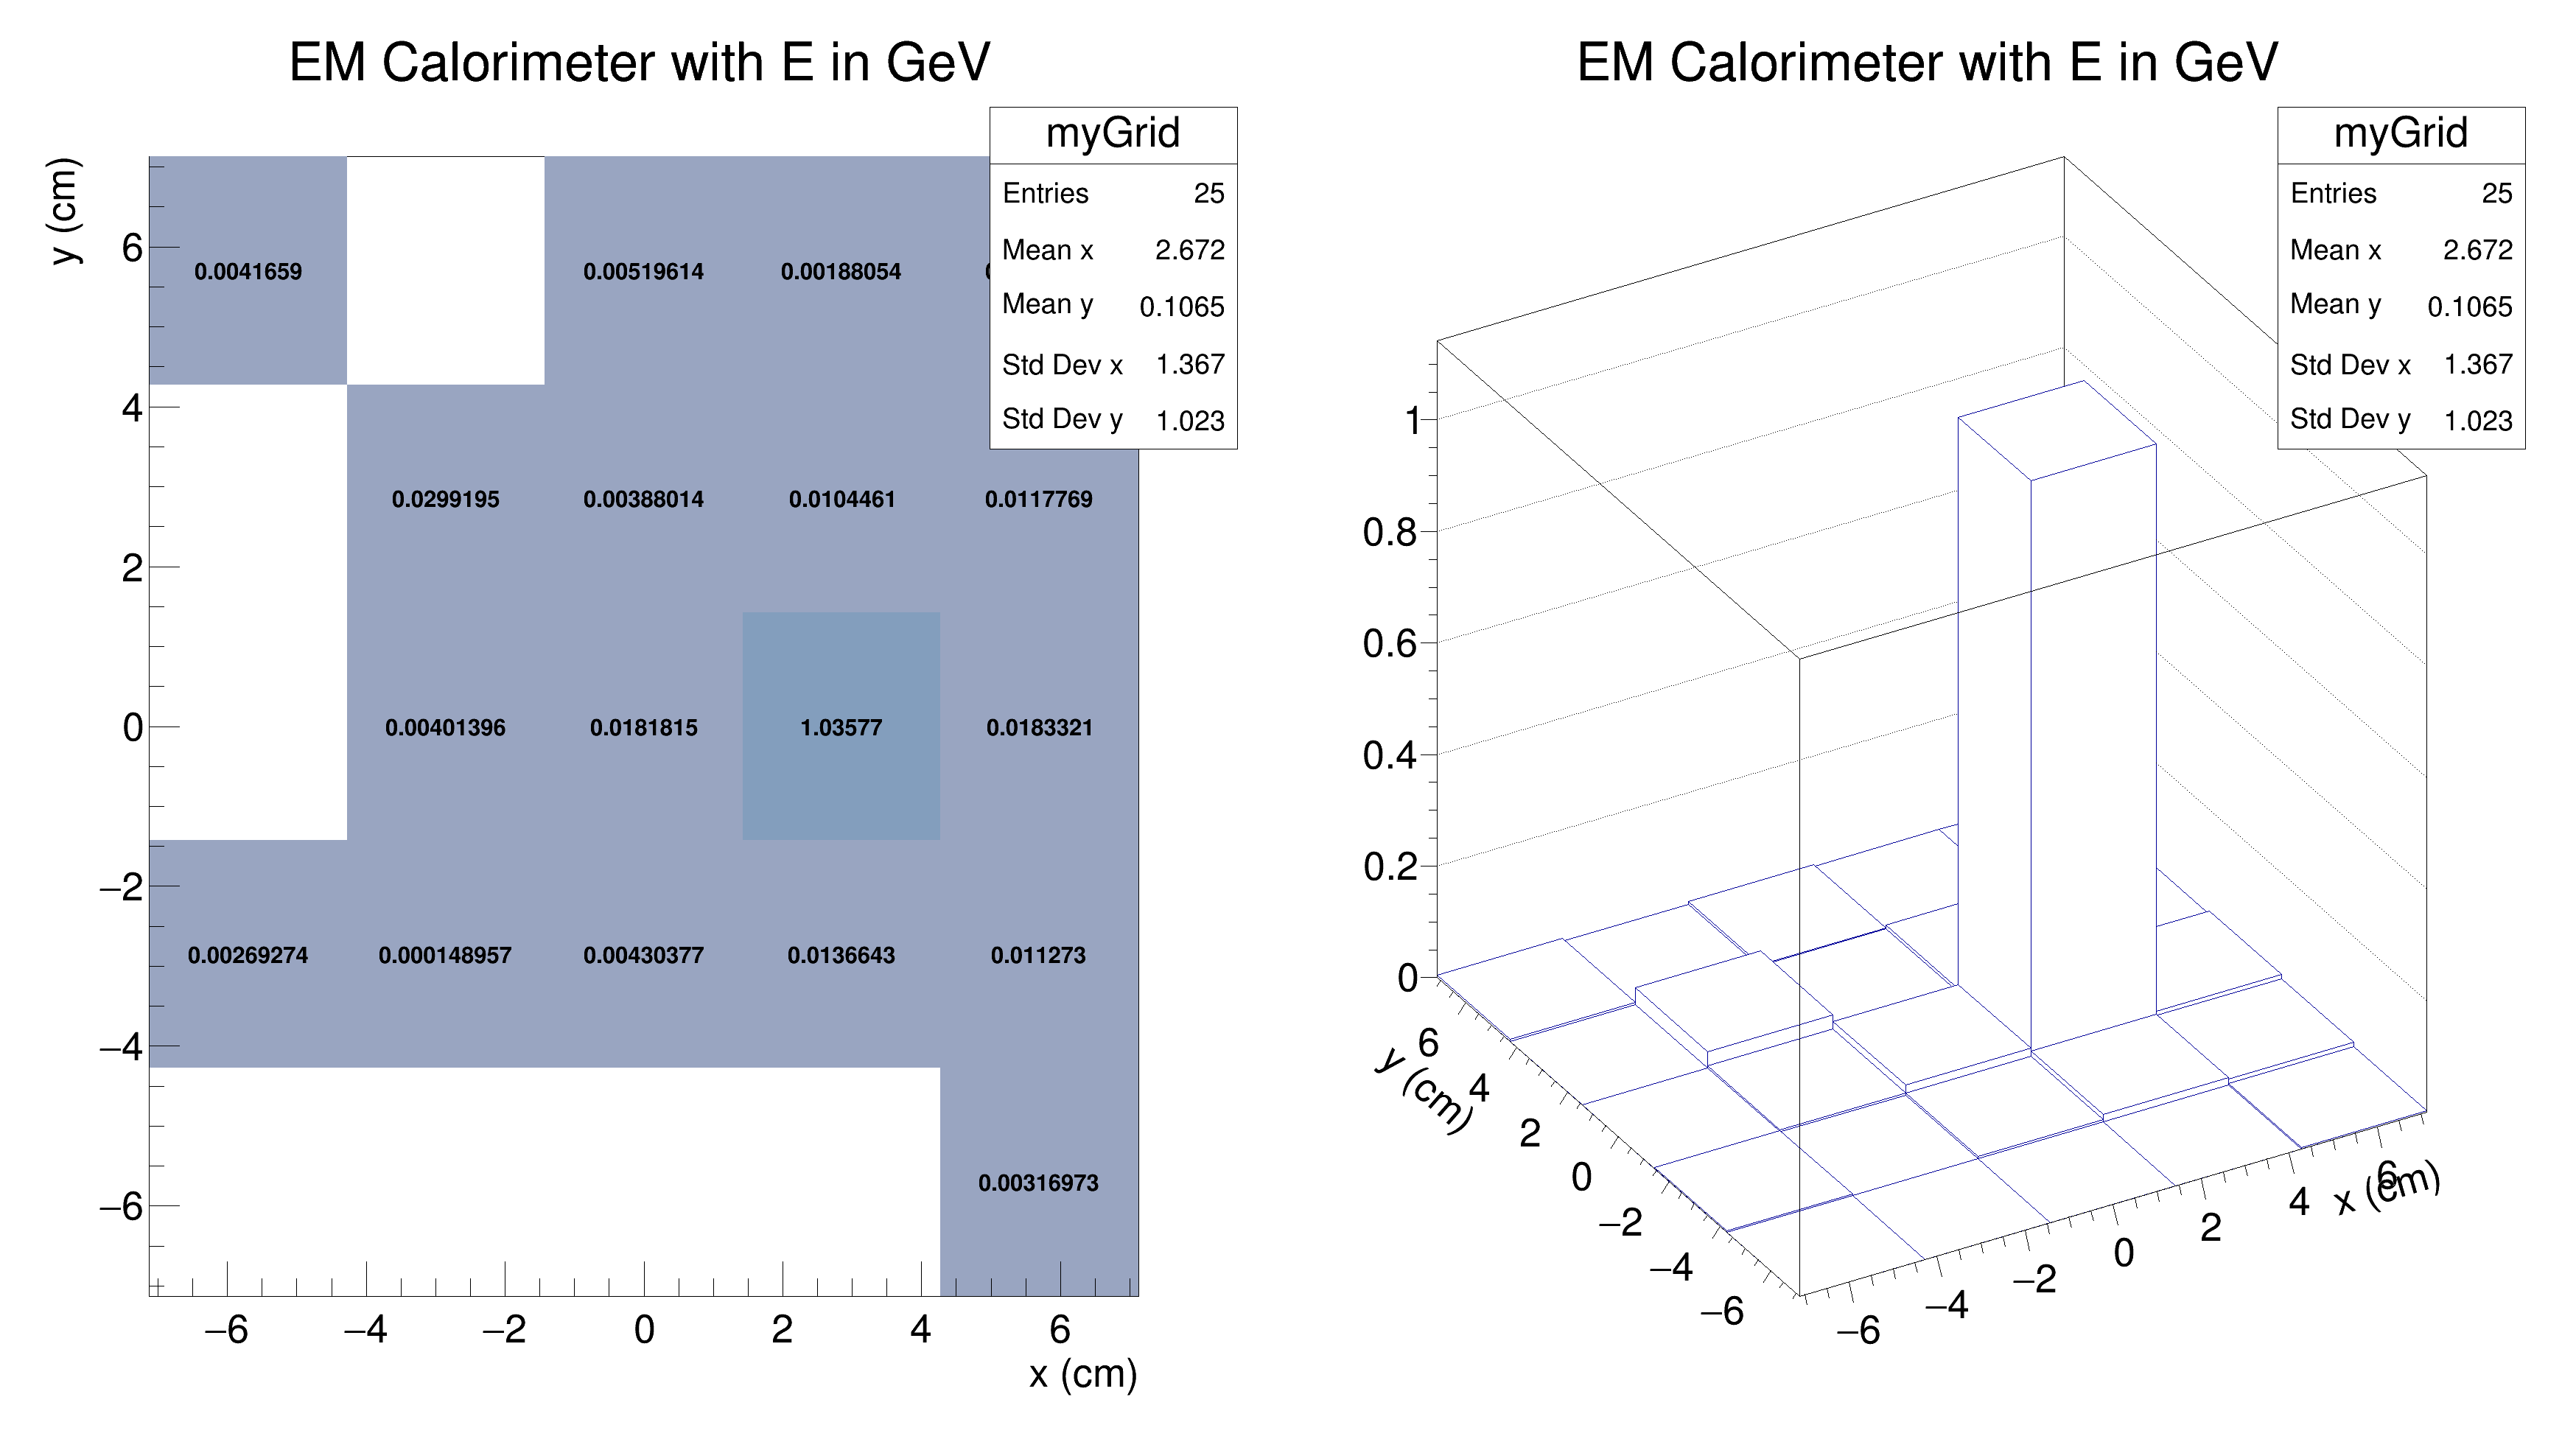 EM Calorimeter with E in GeV
myGrid
Entries 25
Mean x 2.672
Mean y 0.1065
Std Dev x 1.367
Std Dev y 1.023
y (cm)
6
4
2
0
−2
−4
−6
0.0041659 0.00519614 0.00188054
0.0299195 0.00388014 0.0104461 0.0117769
0.00401396 0.0181815 1.03577 0.0183321
0.00269274 0.000148957 0.00430377 0.0136643 0.011273
0.00316973
−6 −4 −2 0 2 4 6
x (cm)
EM Calorimeter with E in GeV
myGrid
Entries 25
Mean x 2.672
Mean y 0.1065
Std Dev x 1.367
Std Dev y 1.023
1
0.8
0.6
0.4
0.2
0
6
4
2
0
−2
−4
−6
y (cm)
−6
−4
−2
0
2
4
6
x (cm)